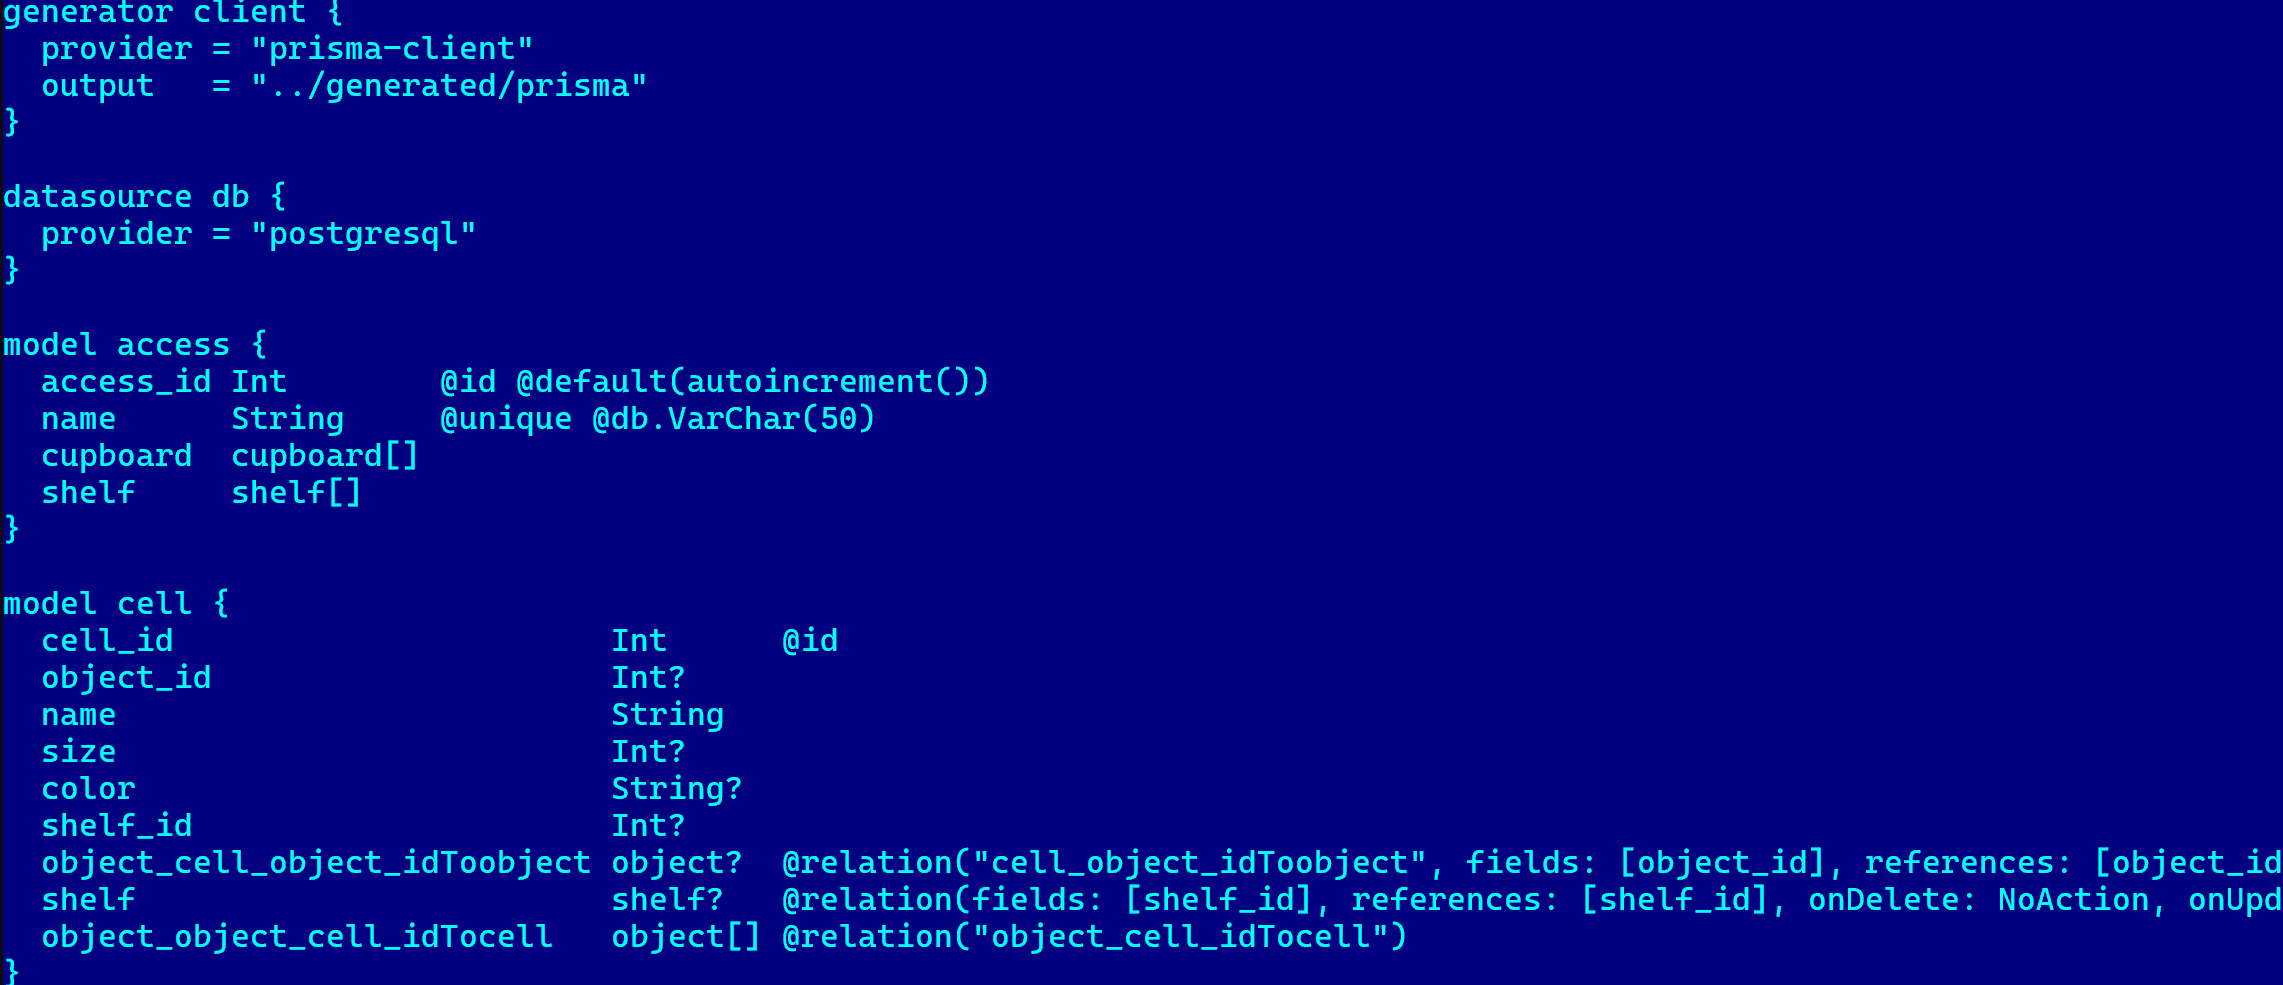 generator client {
  provider = "prisma-client"
  output   = "../generated/prisma"
}

datasource db {
  provider = "postgresql"
}

model access {
  access_id Int        @id @default(autoincrement())
  name      String     @unique @db.VarChar(50)
  cupboard  cupboard[]
  shelf     shelf[]
}

model cell {
  cell_id                       Int      @id
  object_id                     Int?
  name                          String
  size                          Int?
  color                         String?
  shelf_id                      Int?
  object_cell_object_idToobject object?  @relation("cell_object_idToobject", fields: [object_id], references: [object_id
  shelf                         shelf?   @relation(fields: [shelf_id], references: [shelf_id], onDelete: NoAction, onUpd
  object_object_cell_idTocell   object[] @relation("object_cell_idTocell")
}